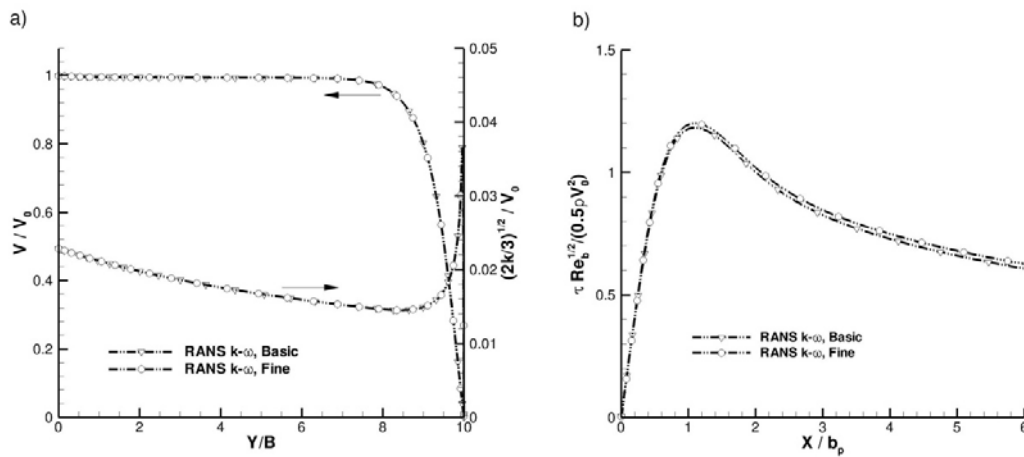 a)
V / V₀
1
0.8
0.6
0.4
0.2
0
0 2 4 6 8 10
Y/B
0.05
0.04
0.03
0.02
0.01
0
(2k/3)^1/2 / V₀
RANS k-ω, Basic
RANS k-ω, Fine
b)
τ Re_b^1/2/(0.5ρV₀²)
1.5
1
0.5
0
0 1 2 3 4 5 6
X / b_p
RANS k-ω, Basic
RANS k-ω, Fine